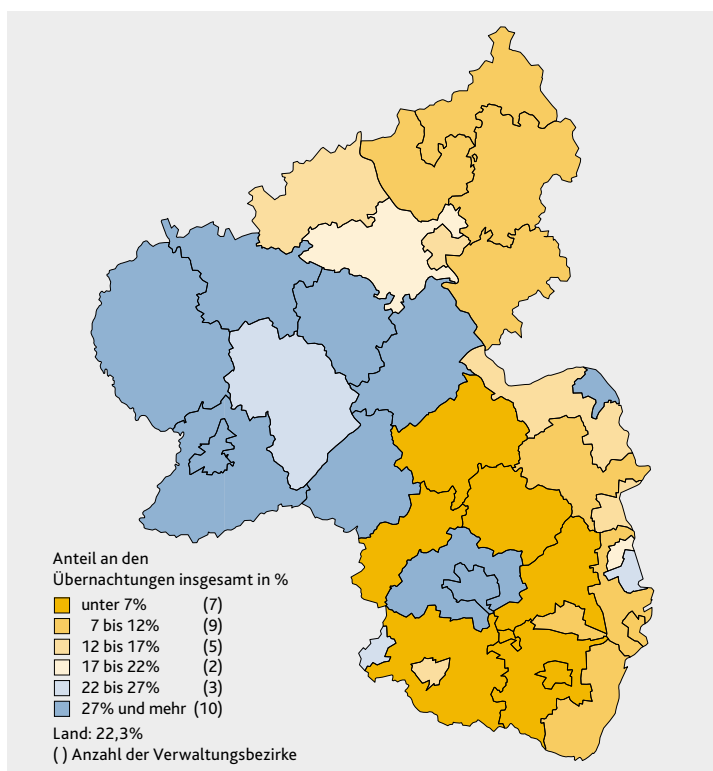 Anteil an den
Übernachtungen insgesamt in %
unter 7% (7)
7 bis 12% (9)
12 bis 17% (5)
17 bis 22% (2)
22 bis 27% (3)
27% und mehr (10)
Land: 22,3%
( ) Anzahl der Verwaltungsbezirke